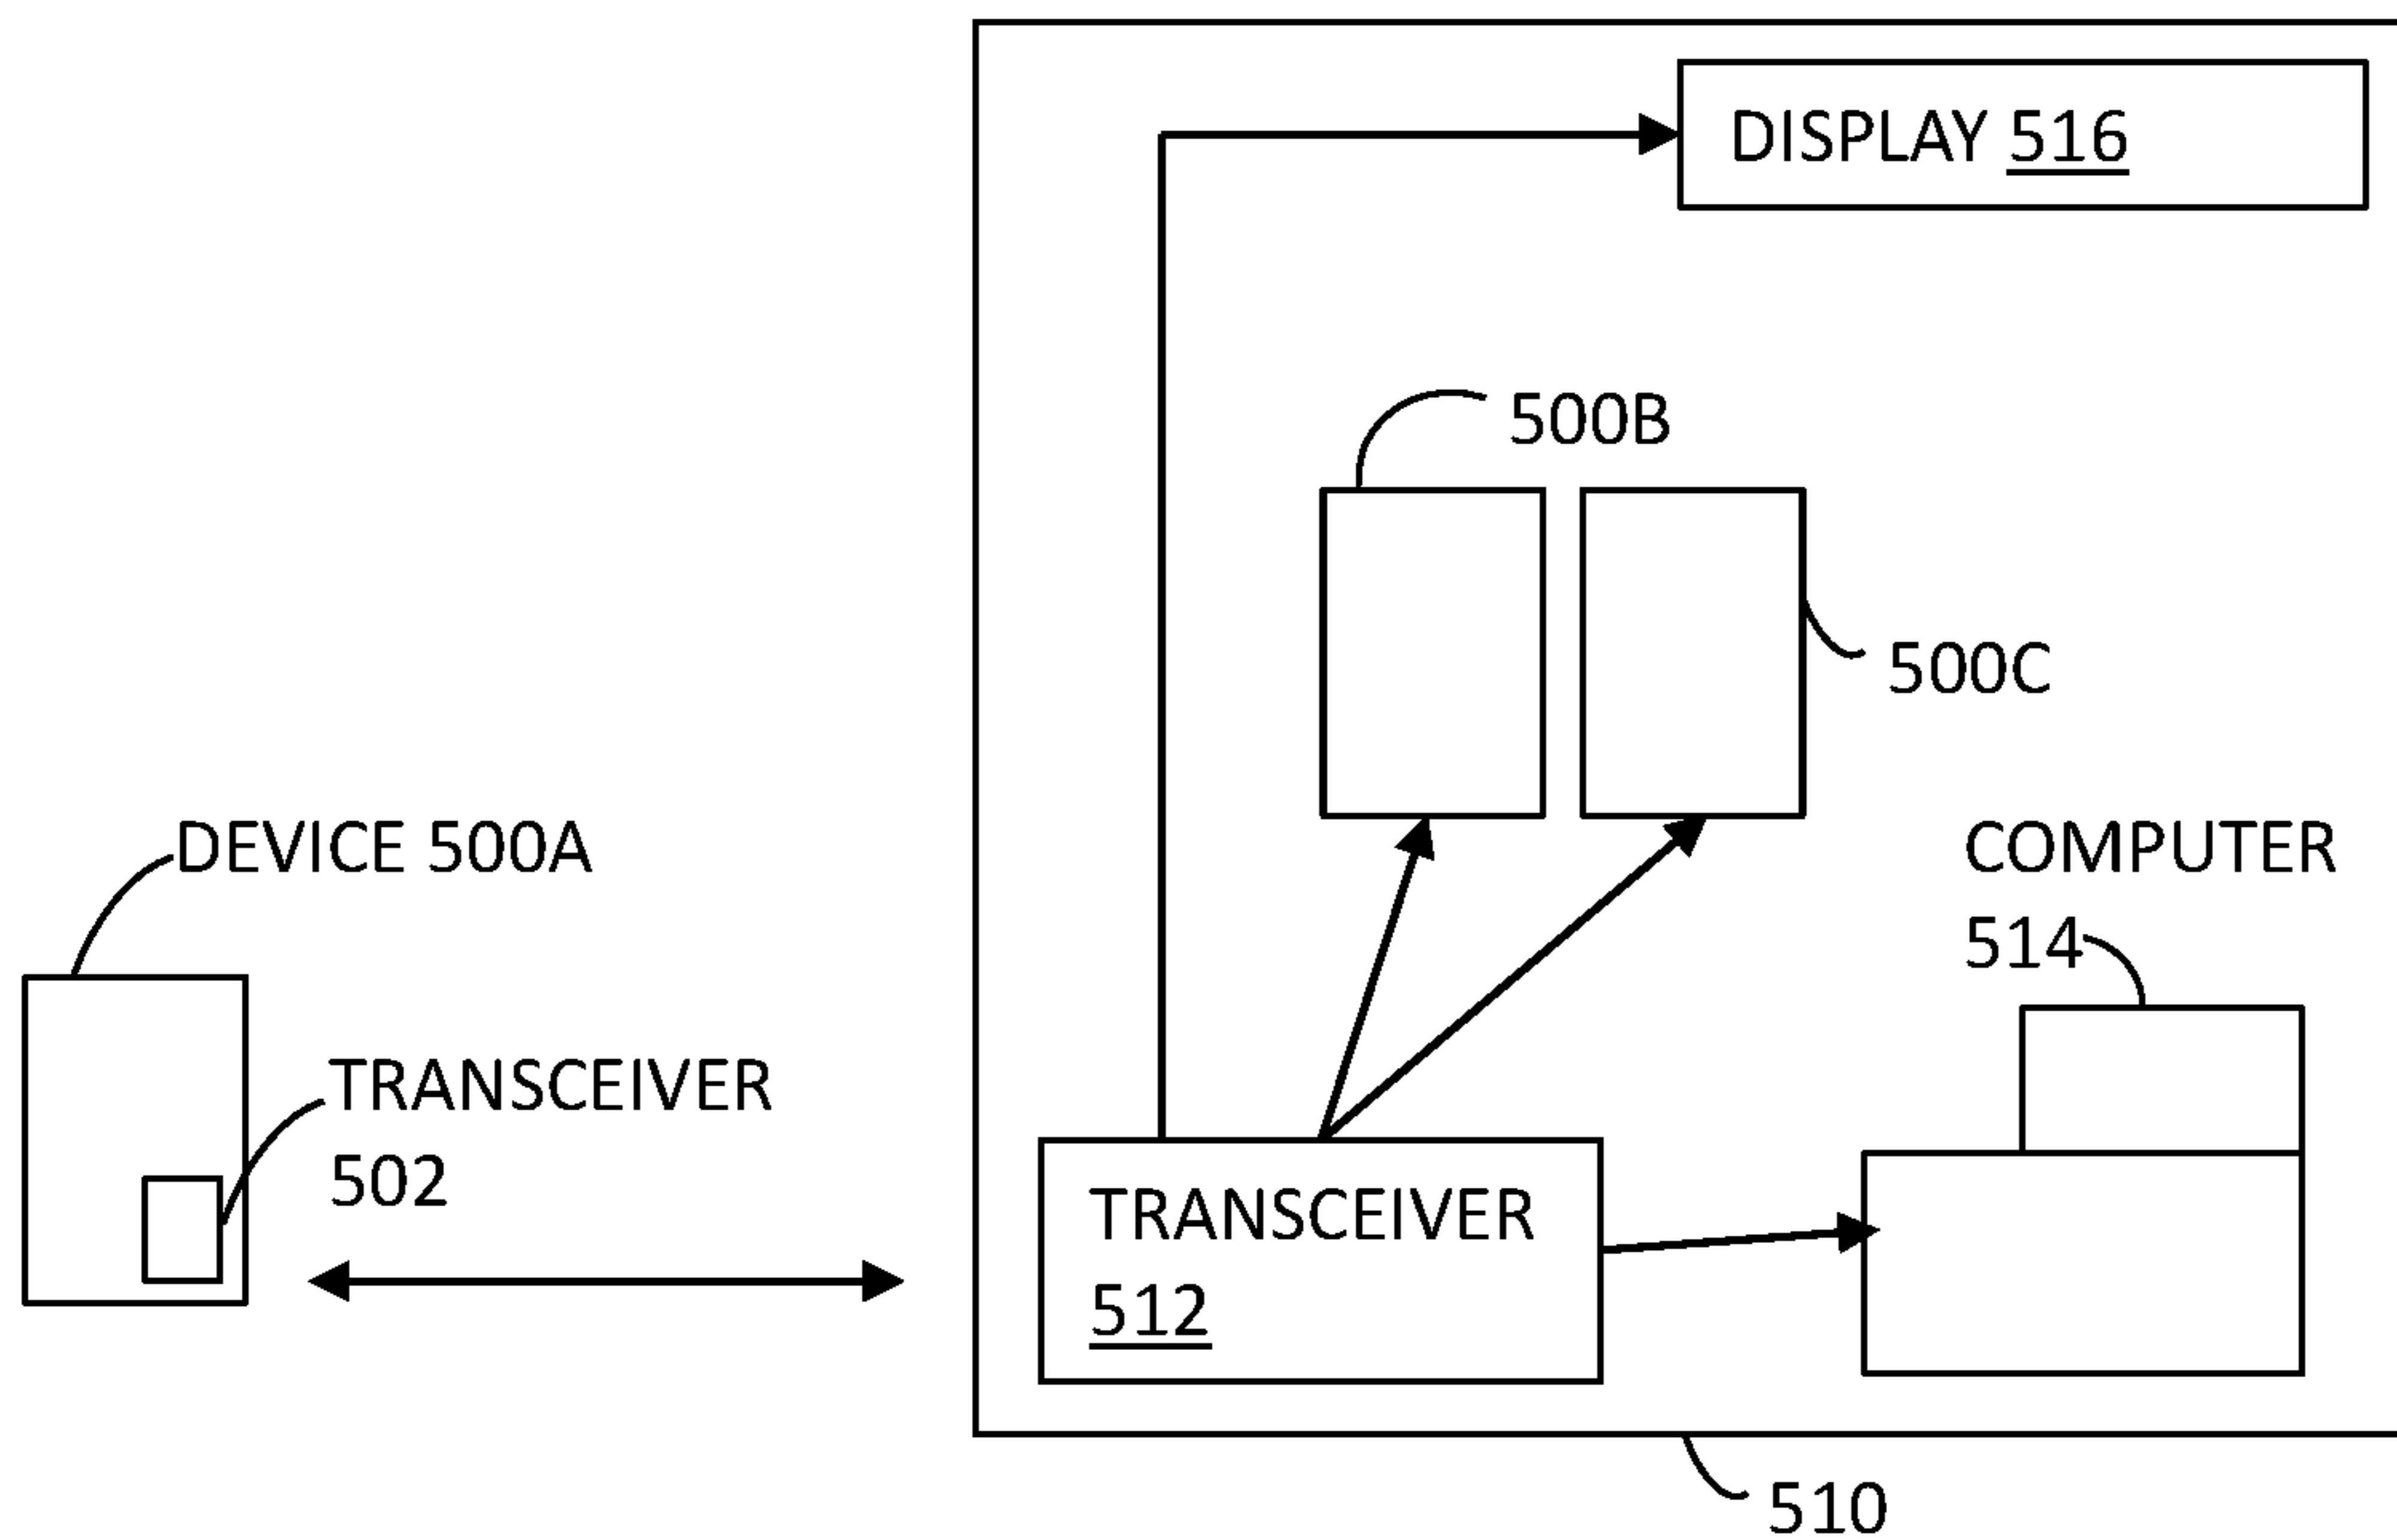 DISPLAY 516
500B
500C
DEVICE 500A
COMPUTER
514
TRANSCEIVER
502
TRANSCEIVER
512
510